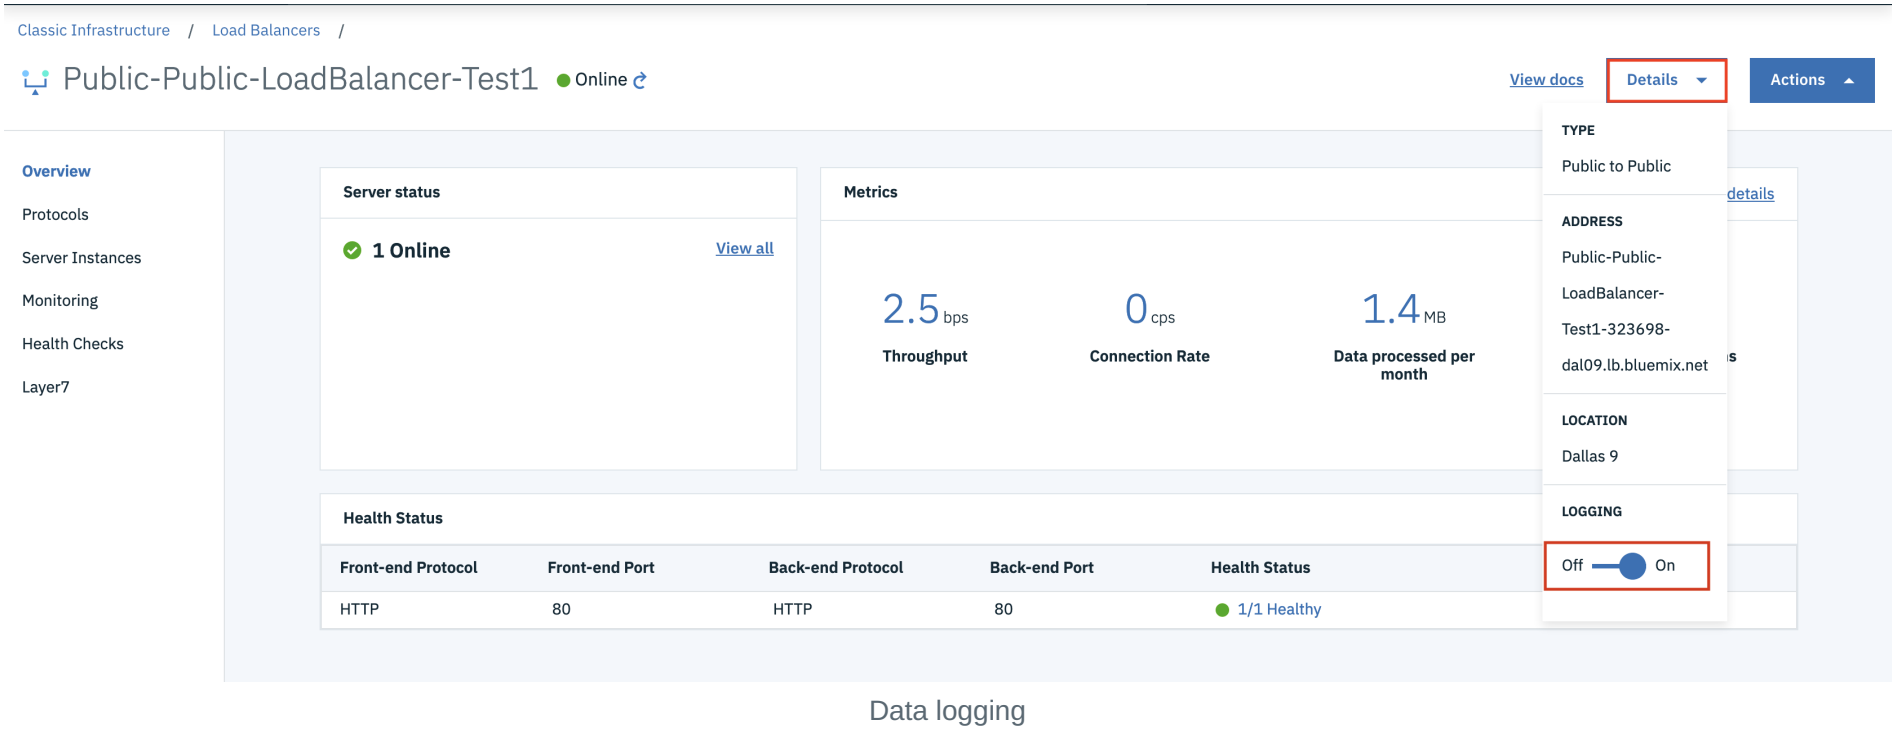 Classic Infrastructure / Load Balancers /
Public-Public-LoadBalancer-Test1 Online
View docs
Details
Actions
Overview
Protocols
Server Instances
Monitoring
Health Checks
Layer7
Server status
1 Online
View all
Metrics
details
2.5 bps
Throughput
0 cps
Connection Rate
1.4 MB
Data processed per
month
s
TYPE
Public to Public
ADDRESS
Public-Public-
LoadBalancer-
Test1-323698-
dal09.lb.bluemix.net
LOCATION
Dallas 9
LOGGING
Off On
Health Status
Front-end Protocol Front-end Port Back-end Protocol Back-end Port Health Status
HTTP 80 HTTP 80 1/1 Healthy
Data logging